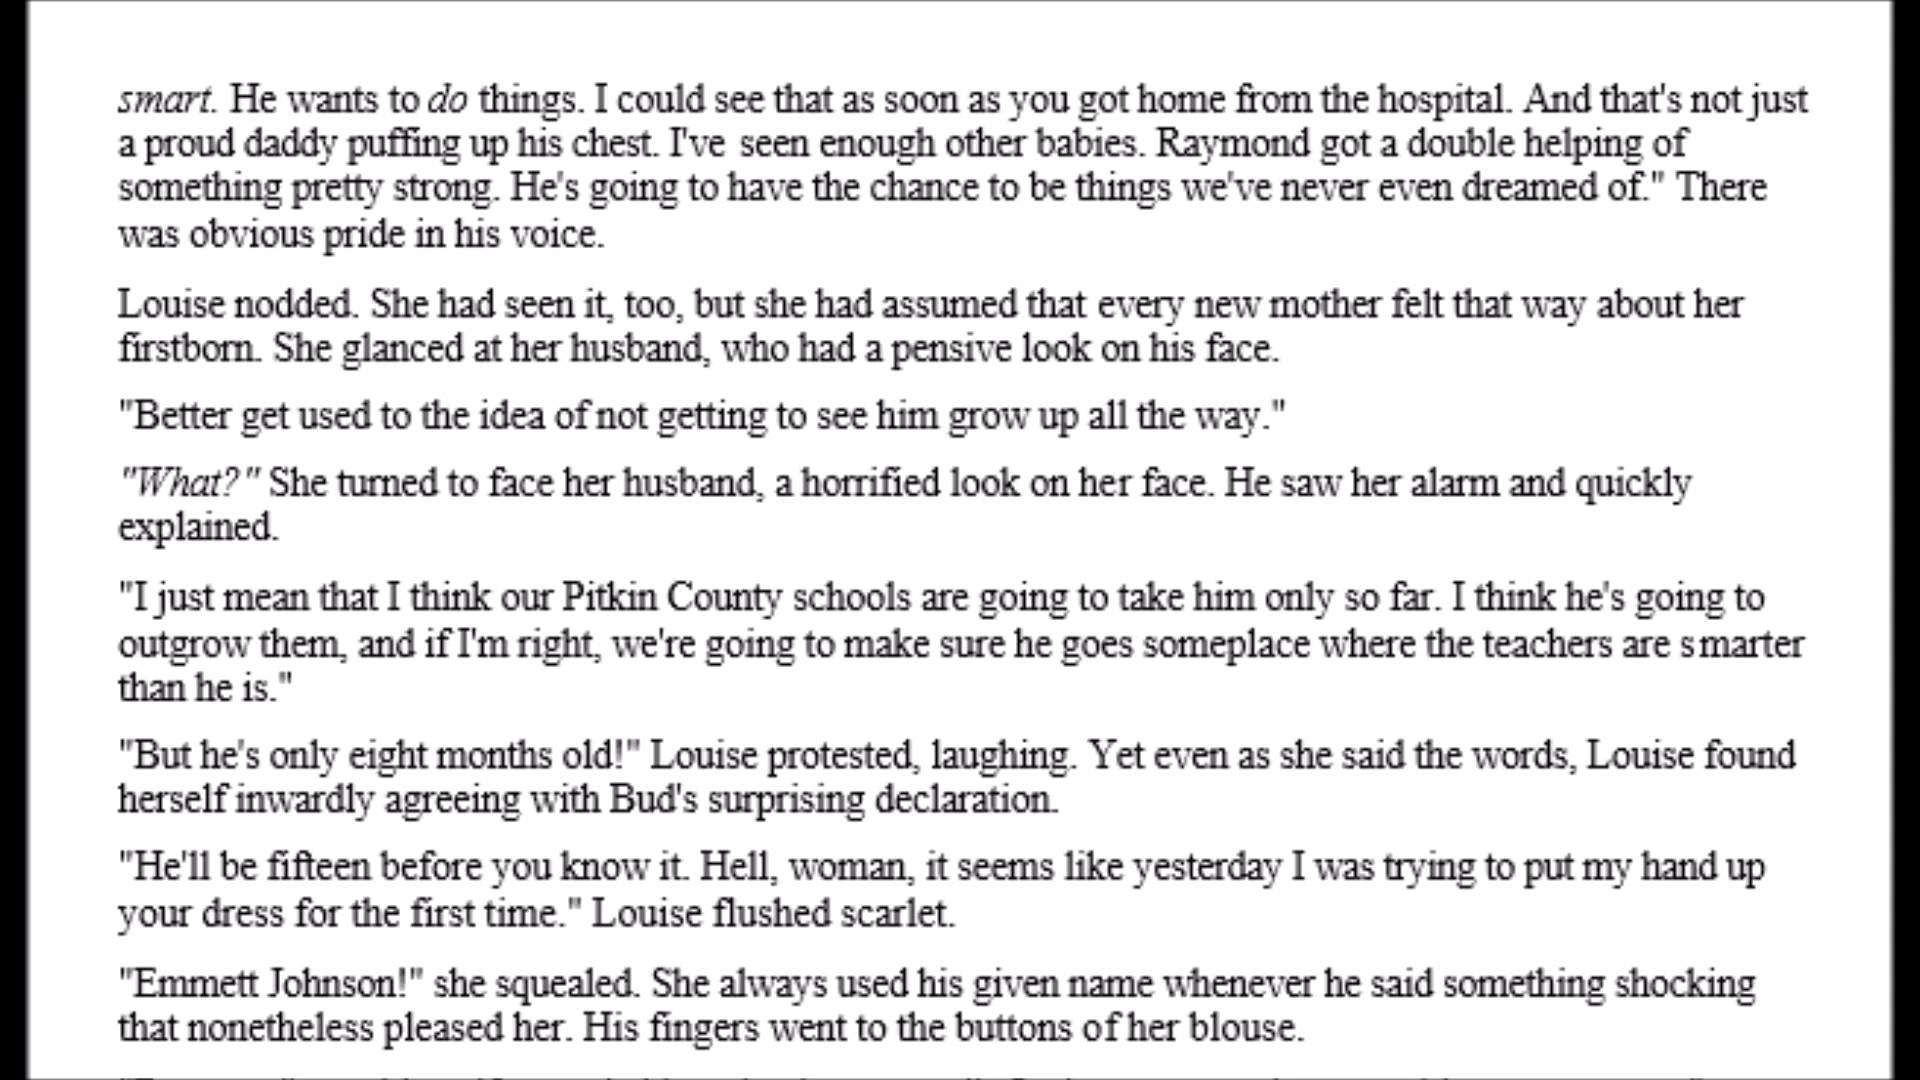 smart. He wants to do things. I could see that as soon as you got home from the hospital. And that's not just
a proud daddy puffing up his chest. I've seen enough other babies. Raymond got a double helping of
something pretty strong. He's going to have the chance to be things we've never even dreamed of." There
was obvious pride in his voice.
Louise nodded. She had seen it, too, but she had assumed that every new mother felt that way about her
firstborn. She glanced at her husband, who had a pensive look on his face.
"Better get used to the idea of not getting to see him grow up all the way."
"What?" She turned to face her husband, a horrified look on her face. He saw her alarm and quickly
explained.
"I just mean that I think our Pitkin County schools are going to take him only so far. I think he's going to
outgrow them, and if I'm right, we're going to make sure he goes someplace where the teachers are smarter
than he is."
"But he's only eight months old!" Louise protested, laughing. Yet even as she said the words, Louise found
herself inwardly agreeing with Bud's surprising declaration.
"He'll be fifteen before you know it. Hell, woman, it seems like yesterday I was trying to put my hand up
your dress for the first time." Louise flushed scarlet.
"Emmett Johnson!" she squealed. She always used his given name whenever he said something shocking
that nonetheless pleased her. His fingers went to the buttons of her blouse.